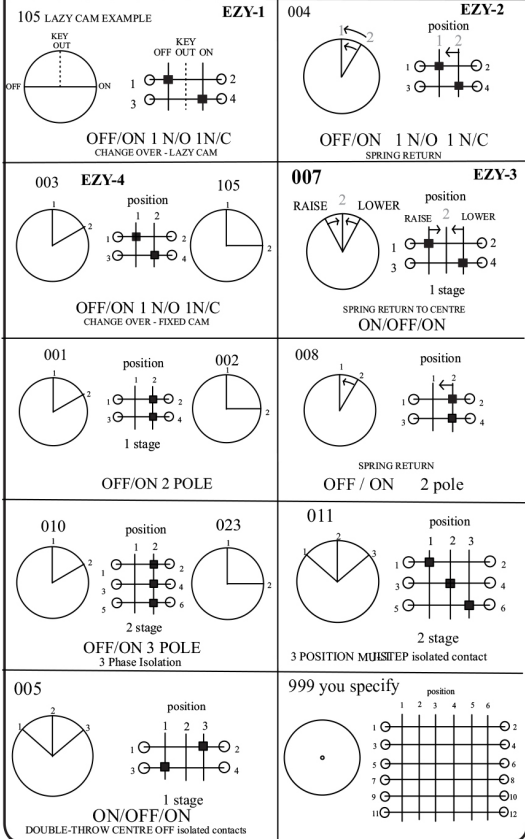 105 LAZY CAM EXAMPLE EZY-1
KEY
OUT
OFF ON
KEY
OFF OUT ON
1 2
3 4
OFF/ON 1 N/O 1N/C
CHANGE OVER - LAZY CAM
004 EZY-2
1 2
position
1 2
1 2
3 4
OFF/ON 1 N/O 1 N/C
SPRING RETURN
003 EZY-4 105
1
2
position
1 2
1 2
3 4
1
2
OFF/ON 1 N/O 1N/C
CHANGE OVER - FIXED CAM
007 EZY-3
RAISE 2 LOWER
position
RAISE 2 LOWER
1 2
3 4
1 stage
SPRING RETURN TO CENTRE
ON/OFF/ON
001 002
1
2
position
1 2
1 2
3 4
1 stage
1
2
OFF/ON 2 POLE
008
1 2
position
1 2
1 2
3 4
SPRING RETURN
OFF / ON 2 pole
010 023
1
2
position
1 2
1 2
3 4
5 6
2 stage
1
2
OFF/ON 3 POLE
3 Phase Isolation
011
1 2 3
position
1 2 3
1 2
3 4
5 6
2 stage
3 POSITION MULISTEP isolated contact
005
1 2 3
position
1 2 3
1 2
3 4
1 stage
ON/OFF/ON
DOUBLE-THROW CENTRE OFF isolated contacts
999 you specify
position
1 2 3 4 5 6
1 2
3 4
5 6
7 8
9 10
11 12